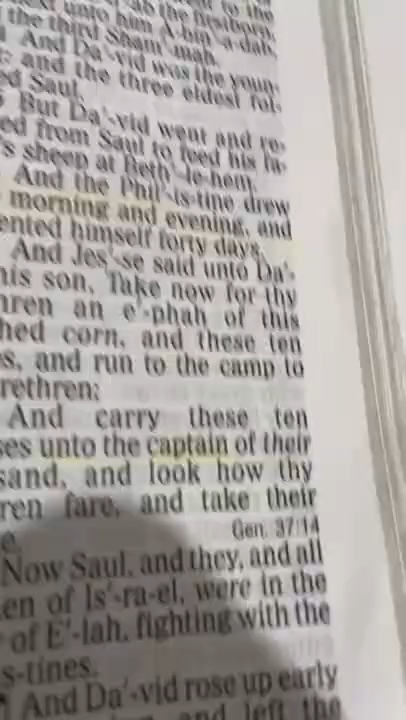 unto him A-bin'-a-dab,
the third Sham'-mah.
And Da'-vid was the youn-
: and the three eldest fol-
ed Saul.
But Da'-vid went and re-
ed from Saul to feed his fa-
's sheep at Beth'-le-hem.
And the Phil'-is-tine drew
morning and evening, and
ented himself forty days.
And Jes'-se said unto Da'-
his son, Take now for thy
hren an e'-phah of this
hed corn, and these ten
es, and run to the camp to
rethren:
And carry these ten
ses unto the captain of their
sand, and look how thy
ren fare, and take their
e. Gen. 37:14
Now Saul, and they, and all
en of Is'-ra-el, were in the
of E'-lah, fighting with the
s-tines.
¶ And Da'-vid rose up early
and left the